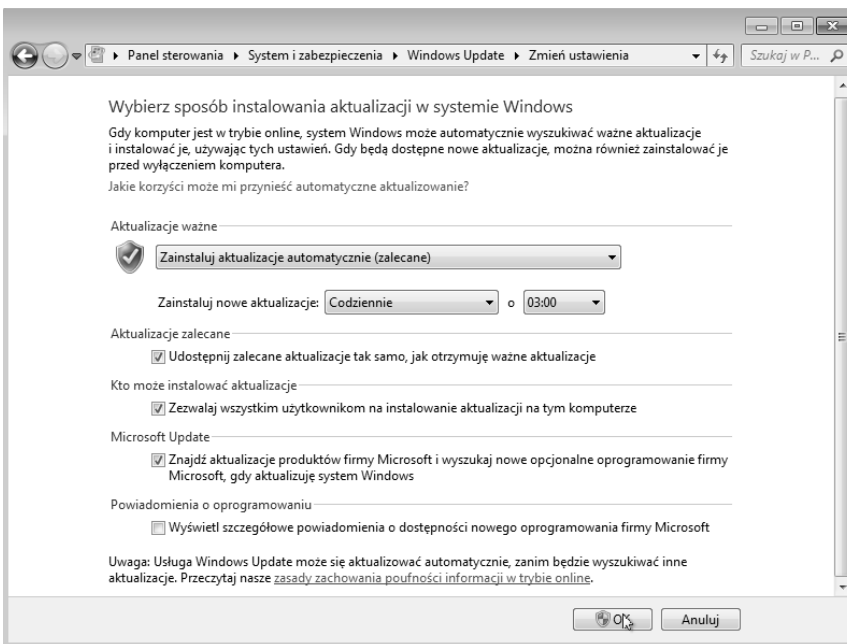 Panel sterowania System i zabezpieczenia Windows Update Zmień ustawienia Szukaj w P...
Wybierz sposób instalowania aktualizacji w systemie Windows
Gdy komputer jest w trybie online, system Windows może automatycznie wyszukiwać ważne aktualizacje
i instalować je, używając tych ustawień. Gdy będą dostępne nowe aktualizacje, można również zainstalować je
przed wyłączeniem komputera.
Jakie korzyści może mi przynieść automatyczne aktualizowanie?
Aktualizacje ważne
Zainstaluj aktualizacje automatycznie (zalecane)
Zainstaluj nowe aktualizacje: Codziennie o 03:00
Aktualizacje zalecane
Udostępnij zalecane aktualizacje tak samo, jak otrzymuję ważne aktualizacje
Kto może instalować aktualizacje
Zezwalaj wszystkim użytkownikom na instalowanie aktualizacji na tym komputerze
Microsoft Update
Znajdź aktualizacje produktów firmy Microsoft i wyszukaj nowe opcjonalne oprogramowanie firmy
Microsoft, gdy aktualizuję system Windows
Powiadomienia o oprogramowaniu
Wyświetl szczegółowe powiadomienia o dostępności nowego oprogramowania firmy Microsoft
Uwaga: Usługa Windows Update może się aktualizować automatycznie, zanim będzie wyszukiwać inne
aktualizacje. Przeczytaj nasze zasady zachowania poufności informacji w trybie online.
OK Anuluj